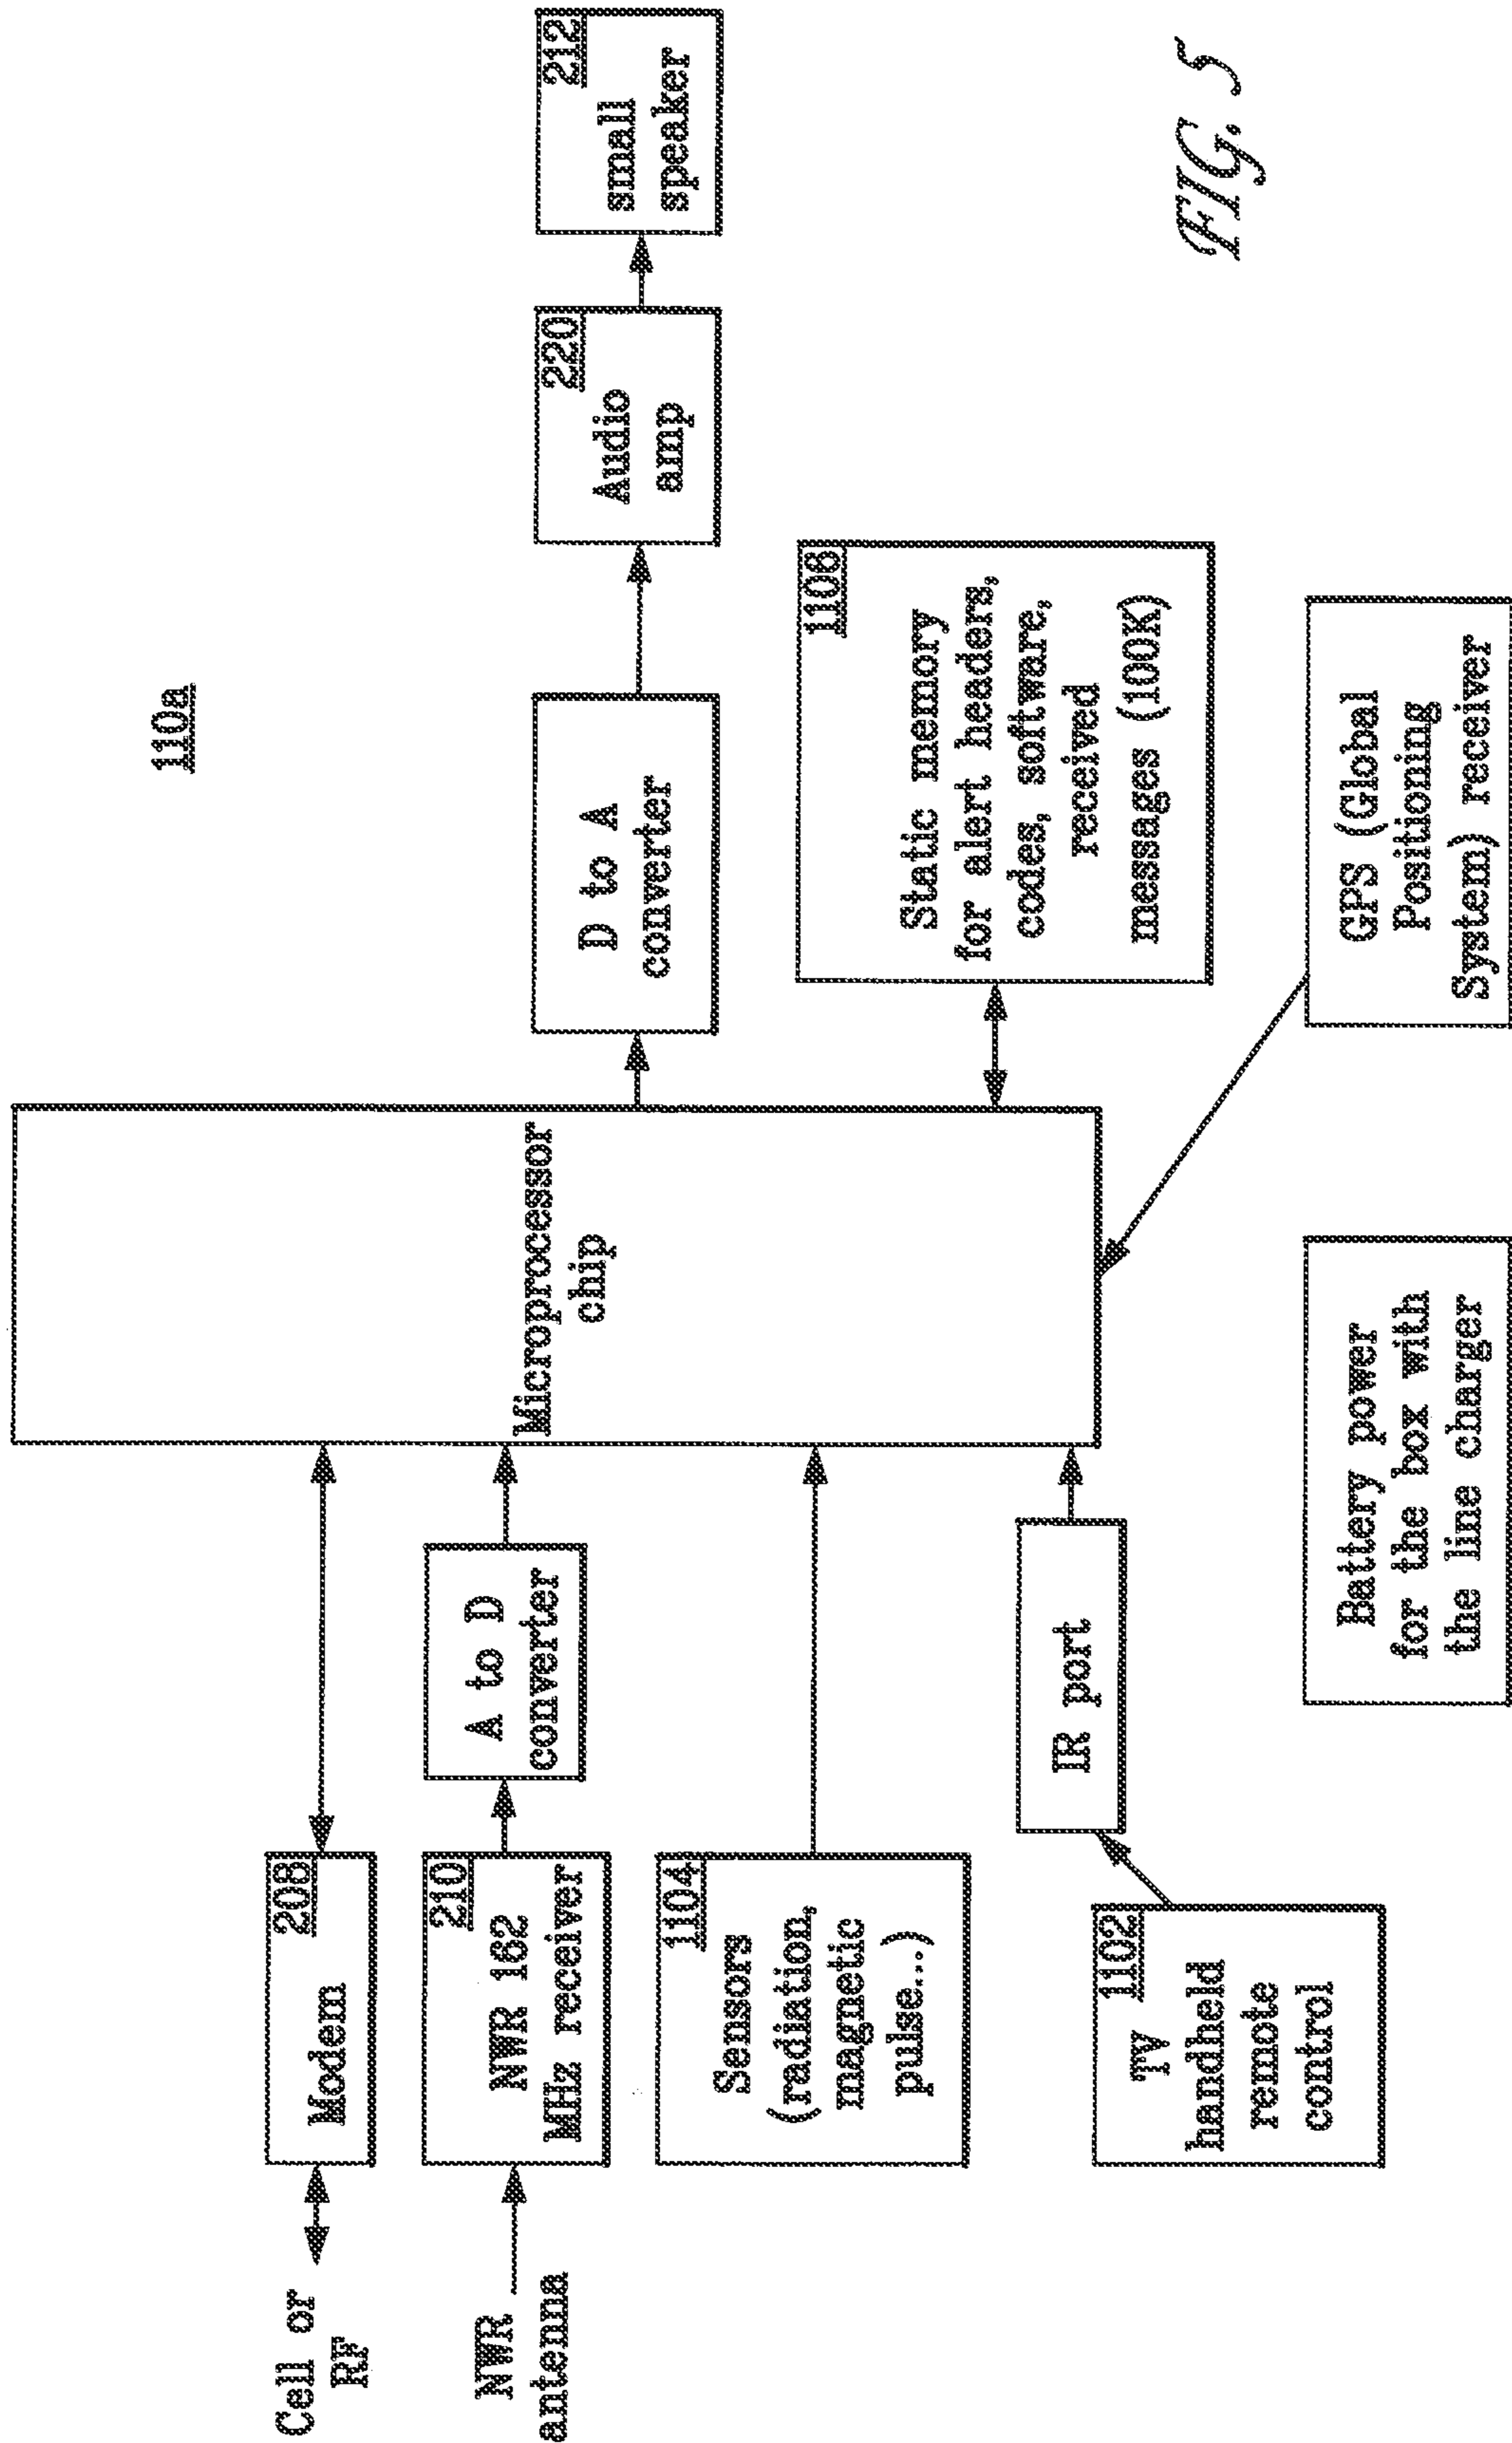 110a
Cell or
RF
208
Modem
NWR
antenna
210
NWR 162
MHz receiver
A to D
converter
1104
Sensors
(radiation,
magnetic
pulse...)
1102
TV
handheld
remote
control
IR port
Microprocessor
chip
D to A
converter
220
Audio
amp
212
small
speaker
1106
Static memory
for alert headers,
codes, software,
received
messages (100K)
Battery power
for the box with
the line charger
GPS (Global
Positioning
System) receiver
FIG. 5